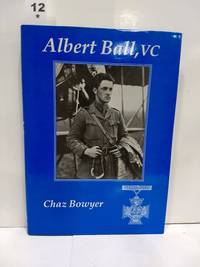 12
*
Albert Ball, VC
Chaz Bowyer